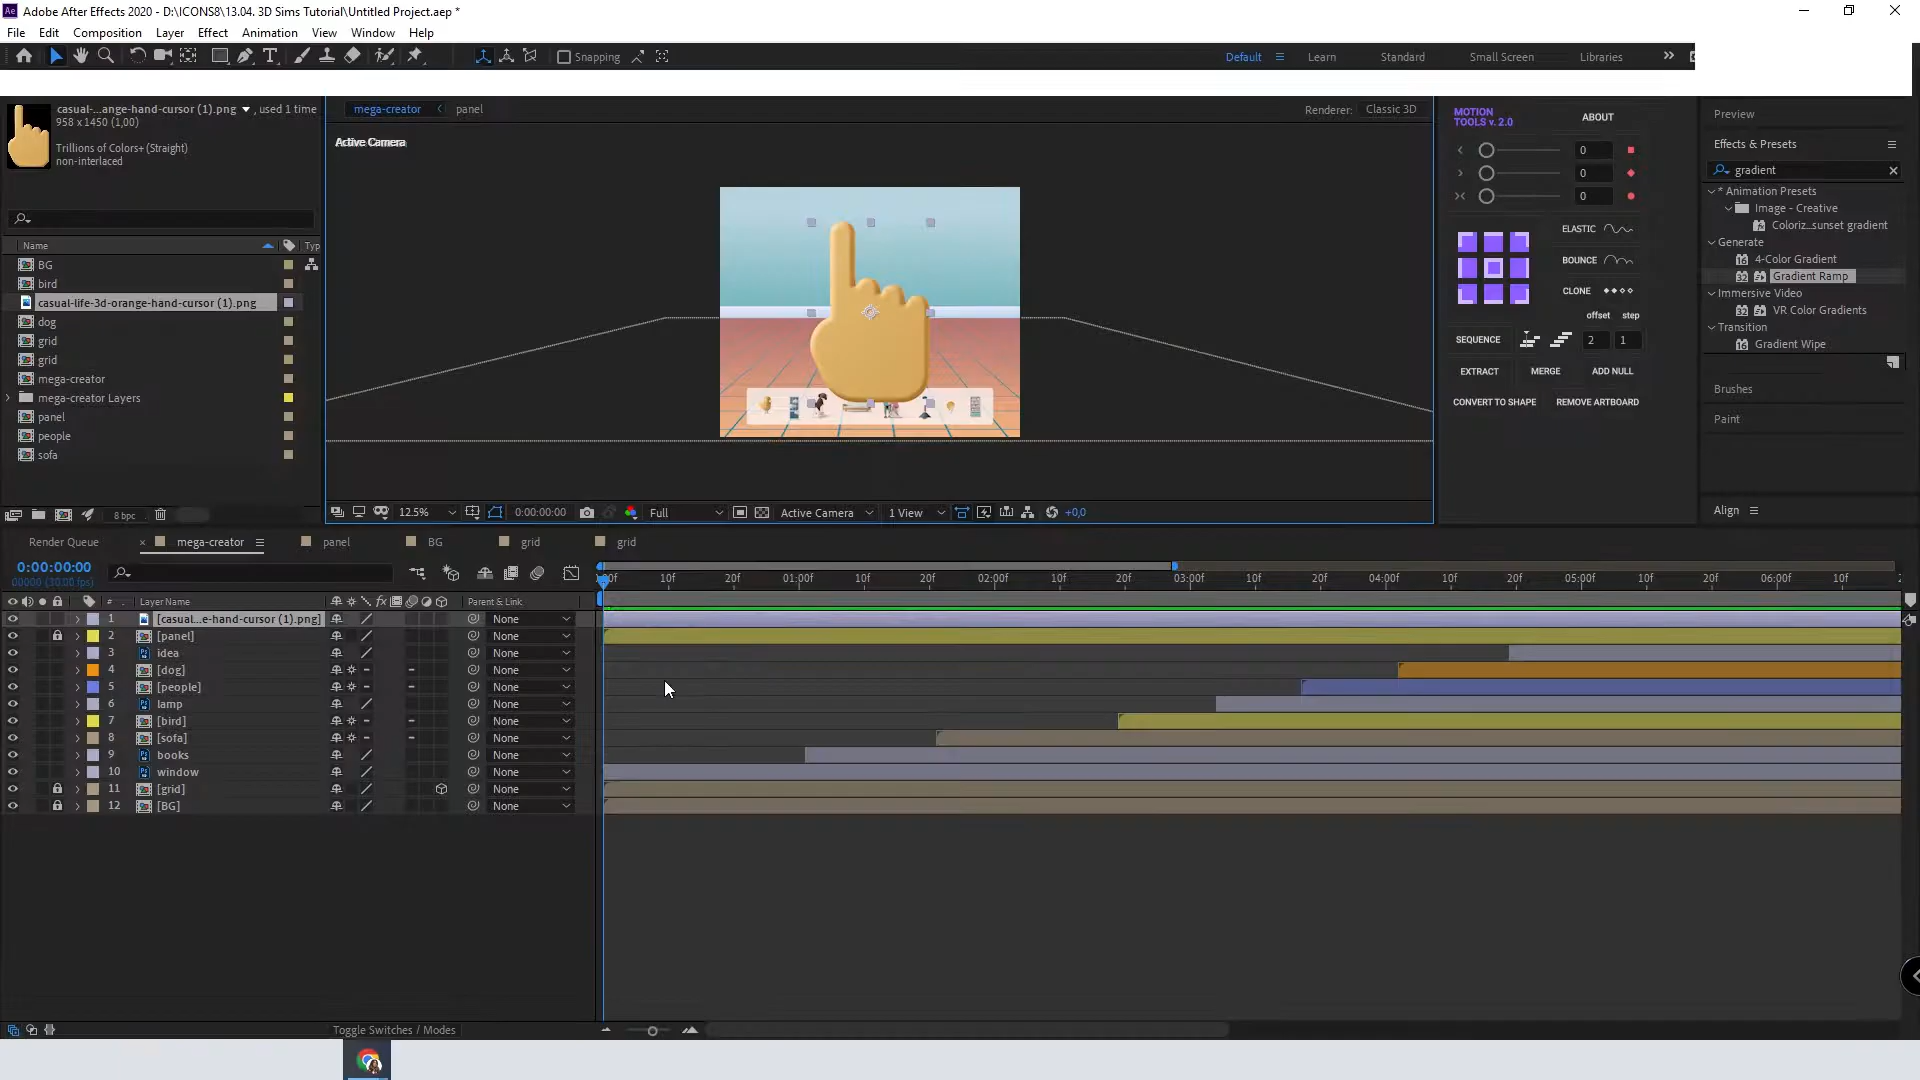 Adobe After Effects 2020 - D:\ICONS8\13.04. 3D Sims Tutorial\Untitled Project.aep *
File Edit Composition Layer Effect Animation View Window Help
Snapping
Default Learn Standard Small Screen Libraries
casual-...ange-hand-cursor (1).png , used 1 time
958 x 1450 (1,00)
Trillions of Colors+ (Straight)
non-interlaced
Name Typ
BG
bird
casual-life-3d-orange-hand-cursor (1).png
dog
grid
grid
mega-creator
mega-creator Layers
panel
people
sofa
8 bpc
mega-creator panel
Renderer: Classic 3D
Active Camera
12.5% 0:00:00:00 Full Active Camera 1 View +0,0
MOTION
TOOLS v. 2.0
ABOUT
0
0
0
ELASTIC
BOUNCE
CLONE
offset step
SEQUENCE 2 1
EXTRACT MERGE ADD NULL
CONVERT TO SHAPE REMOVE ARTBOARD
Preview
Effects & Presets
gradient
* Animation Presets
Image - Creative
Coloriz...sunset gradient
Generate
4-Color Gradient
Gradient Ramp
Immersive Video
VR Color Gradients
Transition
Gradient Wipe
Brushes
Paint
Align
Render Queue mega-creator panel BG grid grid
0:00:00:00
00000 (30.00 fps)
10f 20f 01:00f 10f 20f 02:00f 10f 20f 03:00f 10f 20f 04:00f 10f 20f 05:00f 10f 20f 06:00f 10f
# Layer Name Parent & Link
1 [casual...e-hand-cursor (1).png] None
2 [panel] None
3 idea None
4 [dog] None
5 [people] None
6 lamp None
7 [bird] None
8 [sofa] None
9 books None
10 window None
11 [grid] None
12 [BG] None
Toggle Switches / Modes